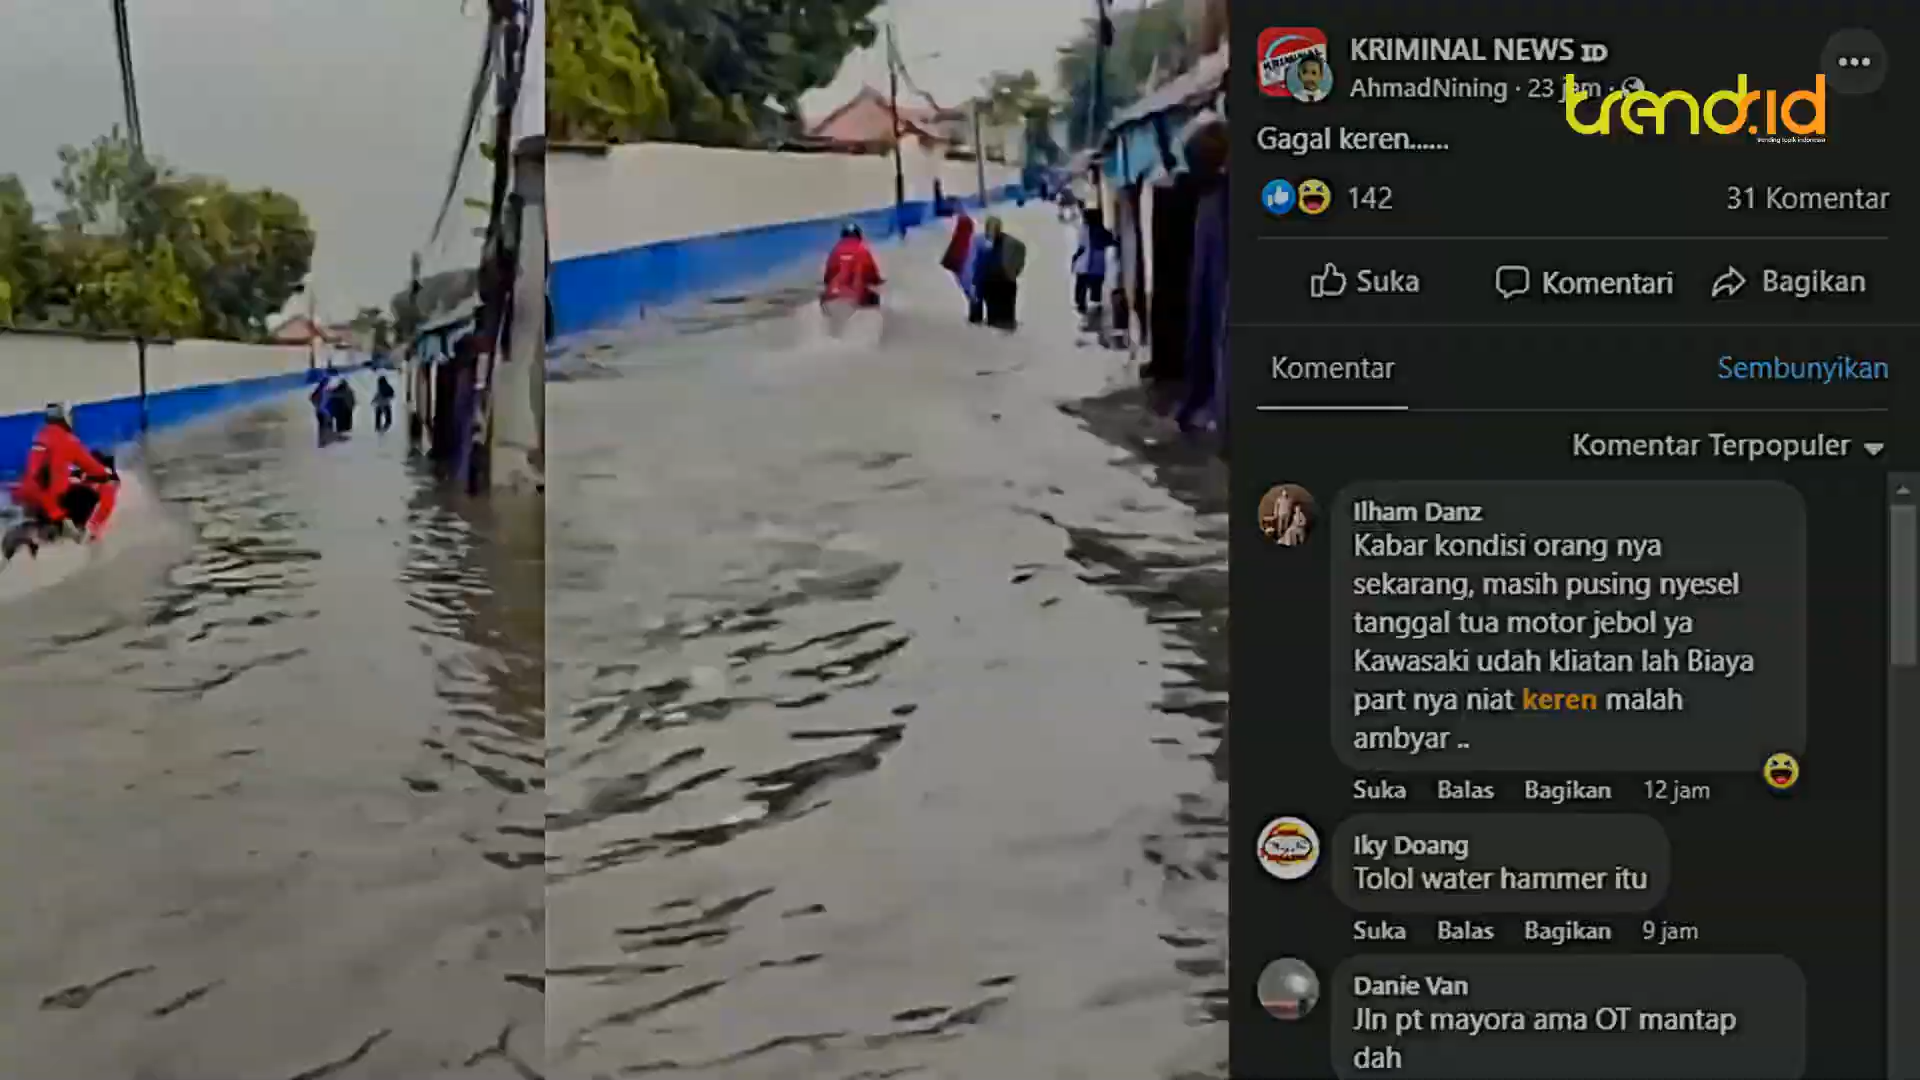 KRIMINAL NEWS ID
AhmadNining · 23 jam ·
trend.id
trending topik indonesia
Gagal keren......
142
31 Komentar
Suka
Komentari
Bagikan
Komentar
Sembunyikan
Komentar Terpopuler
Ilham Danz
Kabar kondisi orang nya
sekarang, masih pusing nyesel
tanggal tua motor jebol ya
Kawasaki udah kliatan lah Biaya
part nya niat keren malah
ambyar ..
Suka Balas Bagikan 12 jam
Iky Doang
Tolol water hammer itu
Suka Balas Bagikan 9 jam
Danie Van
Jln pt mayora ama OT mantap
dah